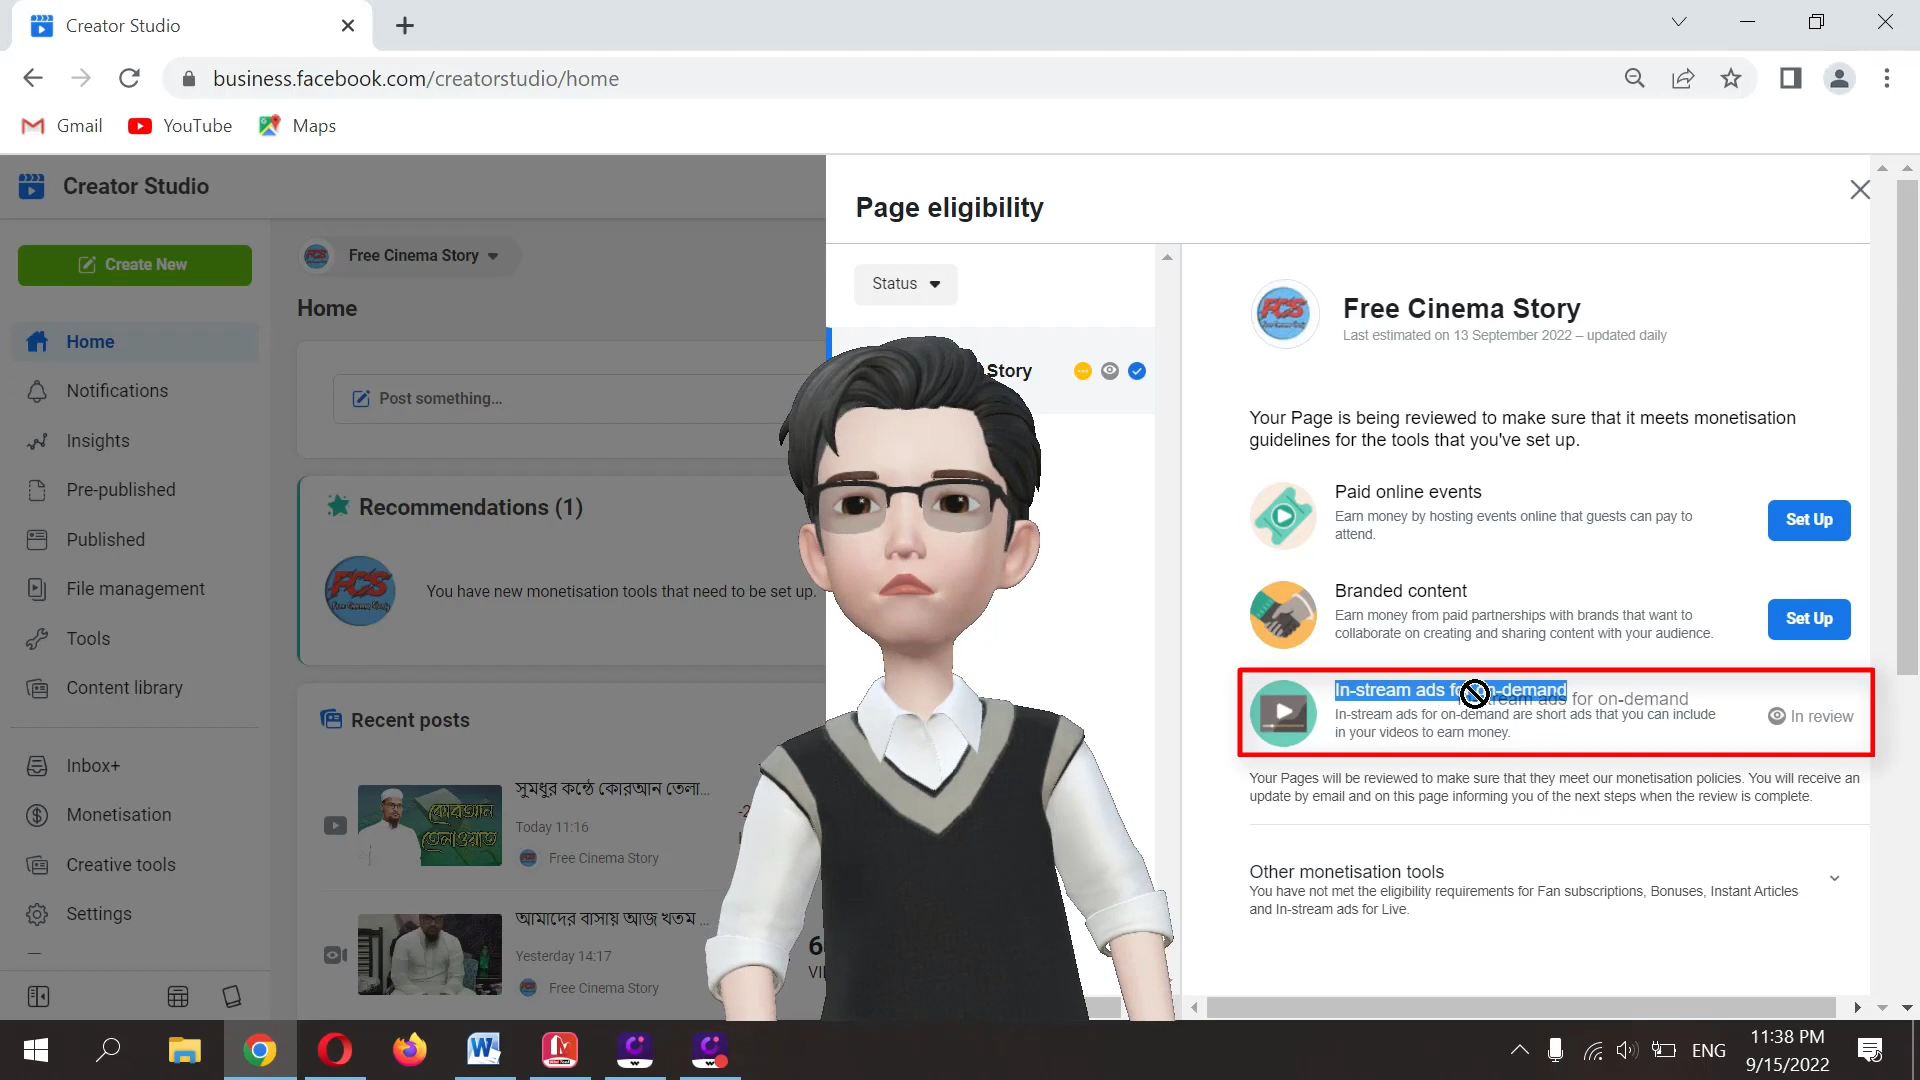 Creator Studio
business.facebook.com/creatorstudio/home
Gmail
YouTube
Maps
Creator Studio
Create New
Home
Notifications
Insights
Pre-published
Published
File management
Tools
Content library
Inbox+
Monetisation
Creative tools
Settings
Free Cinema Story
Home
Post something...
Recommendations (1)
FCS
Free Cinema Story
You have new monetisation tools that need to be set up.
Recent posts
সুমধুর কন্ঠে কোরআন তেলা...
কোরআন
তেলাওয়াত
Today 11:16
Free Cinema Story
আমাদের বাসায় আজ খতম ...
Yesterday 14:17
Free Cinema Story
Page eligibility
Status
Story
FCS
Free Cinema Story
Last estimated on 13 September 2022 – updated daily
Your Page is being reviewed to make sure that it meets monetisation
guidelines for the tools that you've set up.
Paid online events
Earn money by hosting events online that guests can pay to
attend.
Set Up
Branded content
Earn money from paid partnerships with brands that want to
collaborate on creating and sharing content with your audience.
Set Up
In-stream ads for on-demand
In-stream ads for on-demand are short ads that you can include
in your videos to earn money.
In review
Your Pages will be reviewed to make sure that they meet our monetisation policies. You will receive an
update by email and on this page informing you of the next steps when the review is complete.
Other monetisation tools
You have not met the eligibility requirements for Fan subscriptions, Bonuses, Instant Articles
and In-stream ads for Live.
ENG
11:38 PM
9/15/2022